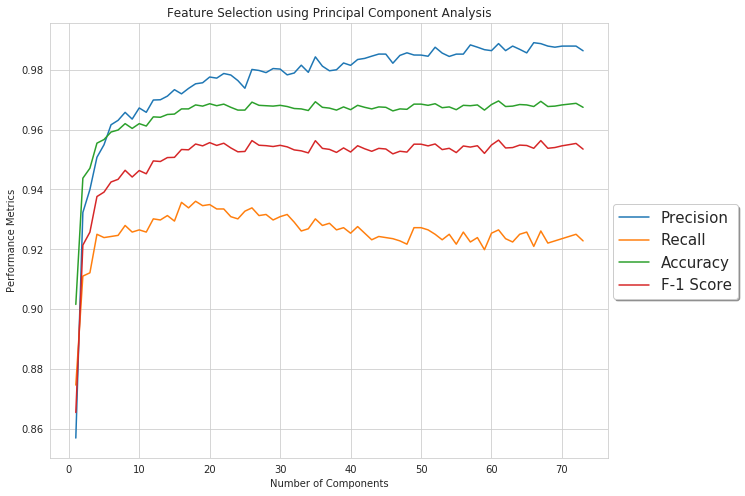 Feature Selection using Principal Component Analysis
0.98
0.96
0.94
0.92
0.90
0.88
0.86
Performance Metrics
0 10 20 30 40 50 60 70
Number of Components
Precision
Recall
Accuracy
F-1 Score